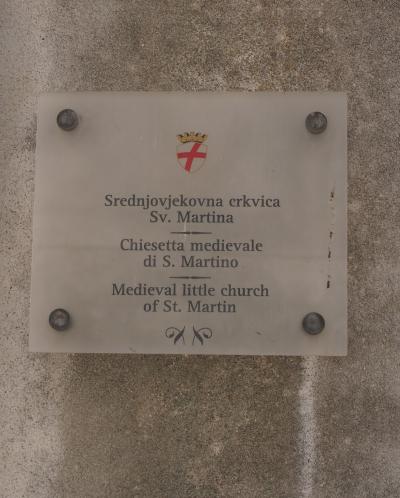 Srednjovjekovna crkvica
Sv. Martina
Chiesetta medievale
di S. Martino
Medieval little church
of St. Martin